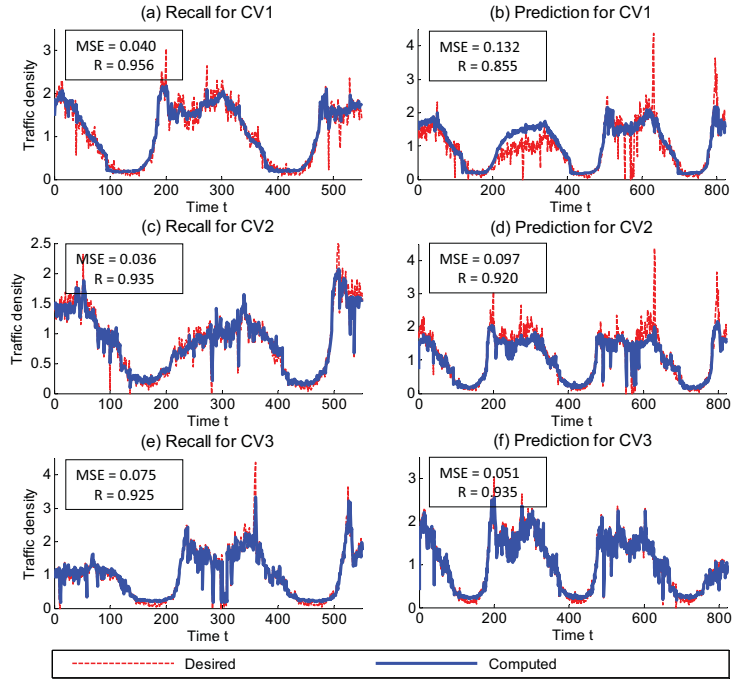 (a) Recall for CV1
(b) Prediction for CV1
MSE = 0.040
R = 0.956
MSE = 0.132
R = 0.855
Traffic density
3
2
1
0
0 100 200 300 400 500
Time t
4
3
2
1
0
0 200 400 600 800
Time t
(c) Recall for CV2
(d) Prediction for CV2
MSE = 0.036
R = 0.935
MSE = 0.097
R = 0.920
Traffic density
2.5
2
1.5
1
0.5
0
0 100 200 300 400 500
Time t
4
3
2
1
0
0 200 400 600 800
Time t
(e) Recall for CV3
(f) Prediction for CV3
MSE = 0.075
R = 0.925
MSE = 0.051
R = 0.935
Traffic density
4
3
2
1
0
0 100 200 300 400 500
Time t
3
2
1
0
0 200 400 600 800
Time t
Desired
Computed